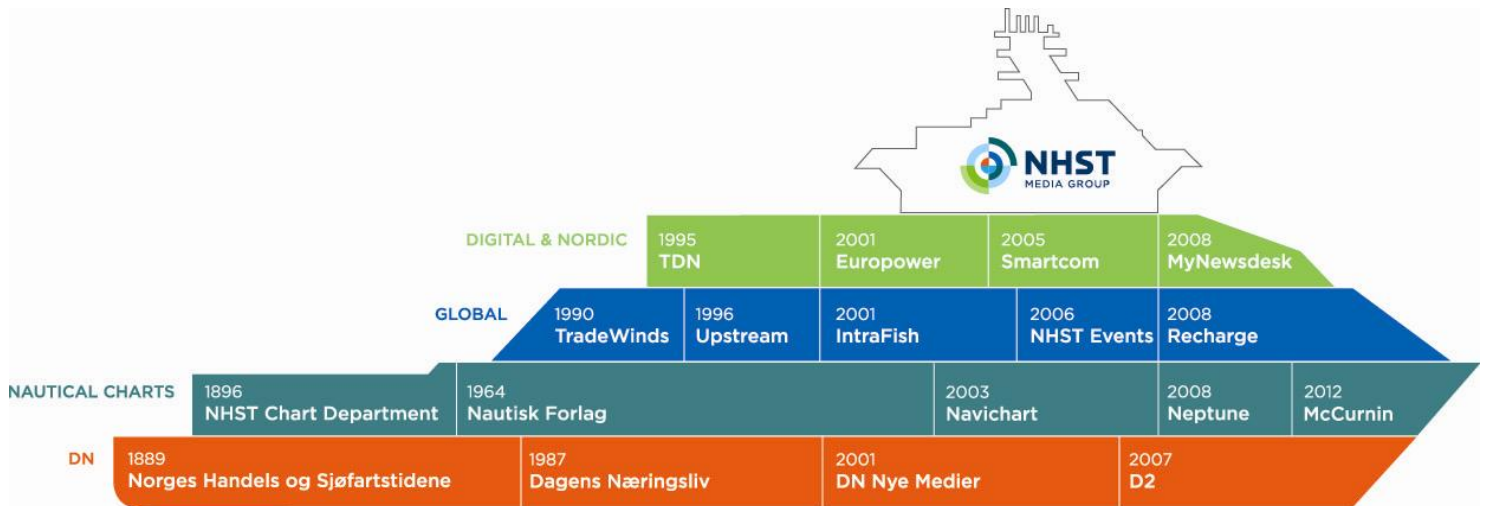 NHST
MEDIA GROUP
DIGITAL & NORDIC
1995
TDN
2001
Europower
2005
Smartcom
2008
MyNewsdesk
GLOBAL
1990
TradeWinds
1996
Upstream
2001
IntraFish
2006
NHST Events
2008
Recharge
NAUTICAL CHARTS
1896
NHST Chart Department
1964
Nautisk Forlag
2003
Navichart
2008
Neptune
2012
McCurnin
DN
1889
Norges Handels og Sjøfartstidene
1987
Dagens Næringsliv
2001
DN Nye Medier
2007
D2